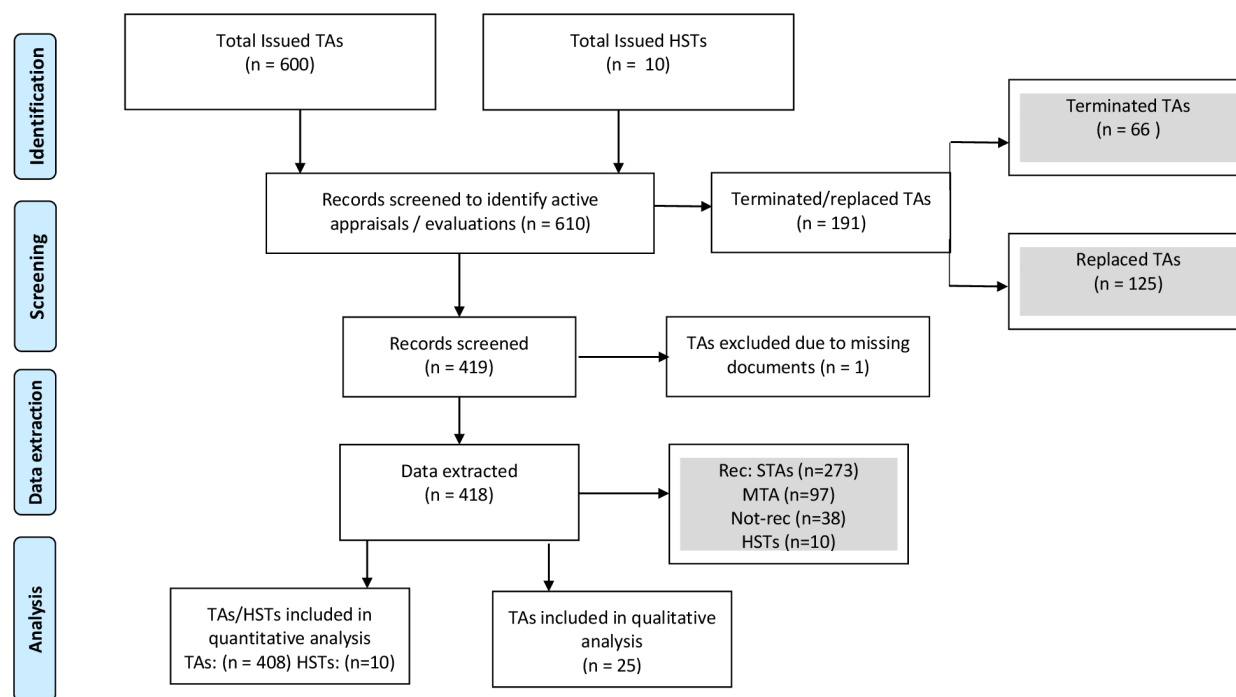 Identification
Total Issued TAs
(n = 600)
Total Issued HSTs
(n = 10)
Terminated TAs
(n = 66 )
Records screened to identify active
appraisals / evaluations (n = 610)
Terminated/replaced TAs
(n = 191)
Screening
Replaced TAs
(n = 125)
Records screened
(n = 419)
TAs excluded due to missing
documents (n = 1)
Data extraction
Data extracted
(n = 418)
Rec: STAs (n=273)
MTA (n=97)
Not-rec (n=38)
HSTs (n=10)
Analysis
TAs/HSTs included in
quantitative analysis
TAs: (n = 408) HSTs: (n=10)
TAs included in qualitative
analysis
(n = 25)